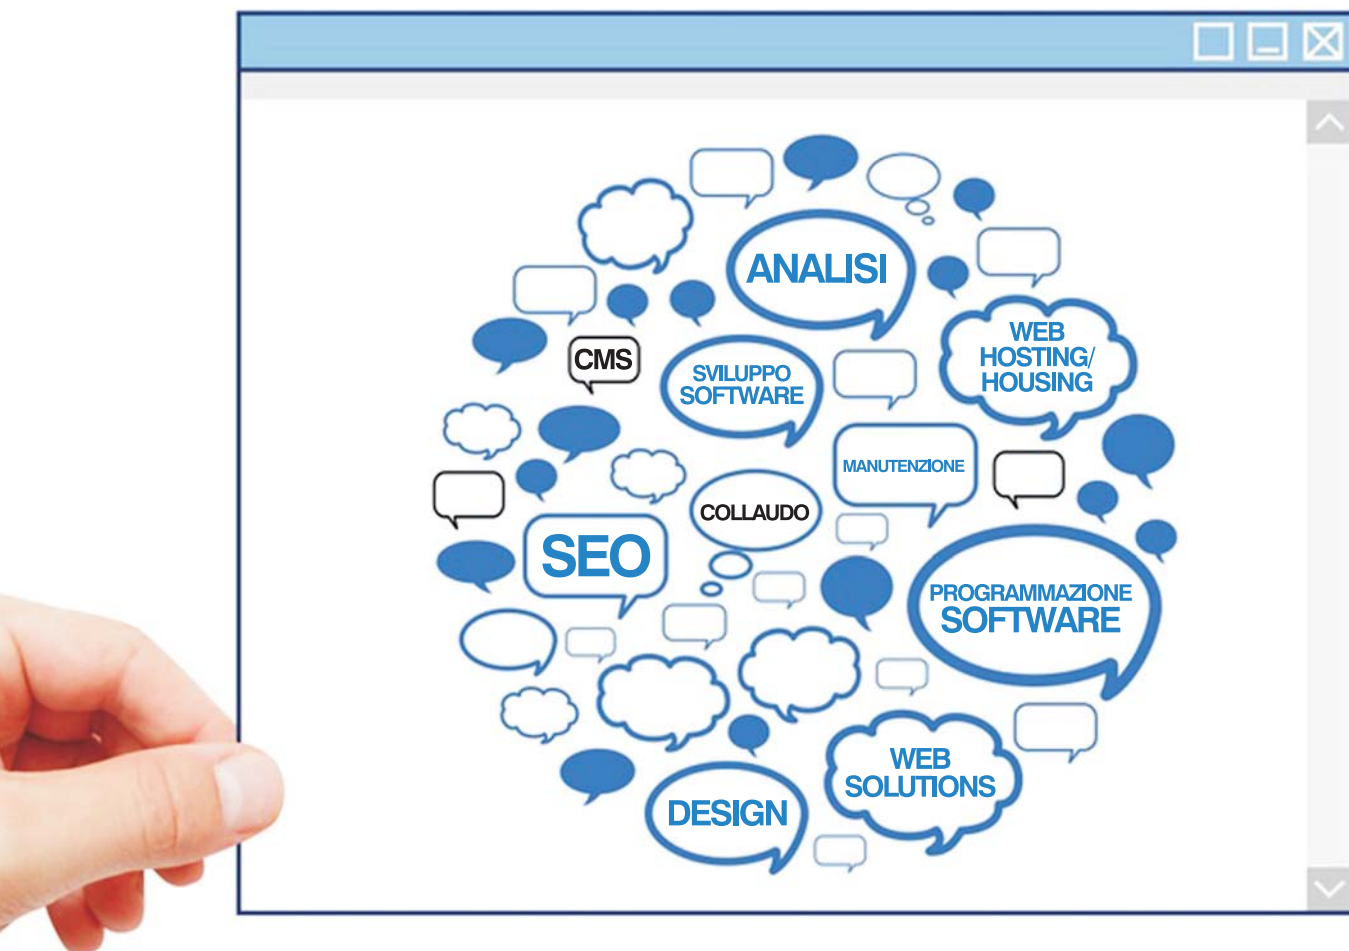 ANALISI
WEB
HOSTING/
HOUSING
CMS
SVILUPPO
SOFTWARE
MANUTENZIONE
COLLAUDO
SEO
PROGRAMMAZIONE
SOFTWARE
WEB
SOLUTIONS
DESIGN